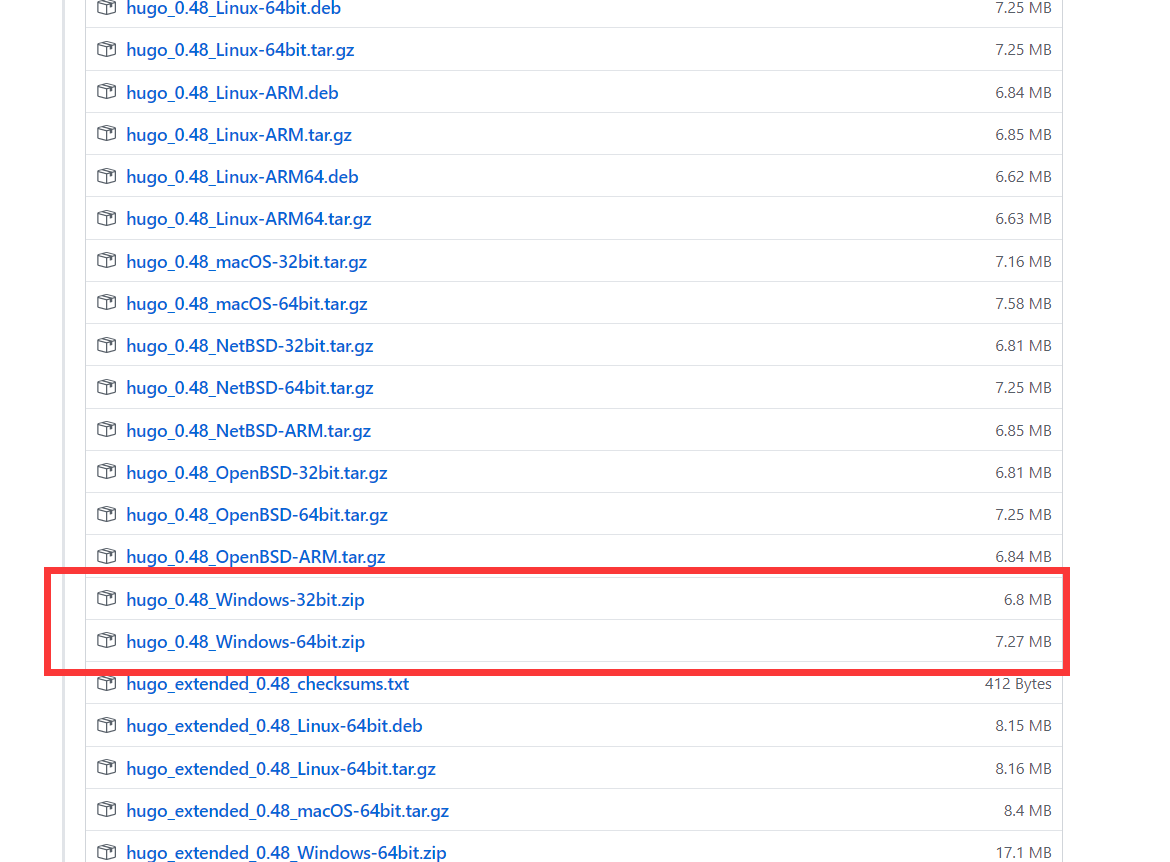 hugo_0.48_Linux-64bit.deb 7.25 MB
hugo_0.48_Linux-64bit.tar.gz 7.25 MB
hugo_0.48_Linux-ARM.deb 6.84 MB
hugo_0.48_Linux-ARM.tar.gz 6.85 MB
hugo_0.48_Linux-ARM64.deb 6.62 MB
hugo_0.48_Linux-ARM64.tar.gz 6.63 MB
hugo_0.48_macOS-32bit.tar.gz 7.16 MB
hugo_0.48_macOS-64bit.tar.gz 7.58 MB
hugo_0.48_NetBSD-32bit.tar.gz 6.81 MB
hugo_0.48_NetBSD-64bit.tar.gz 7.25 MB
hugo_0.48_NetBSD-ARM.tar.gz 6.85 MB
hugo_0.48_OpenBSD-32bit.tar.gz 6.81 MB
hugo_0.48_OpenBSD-64bit.tar.gz 7.25 MB
hugo_0.48_OpenBSD-ARM.tar.gz 6.84 MB
hugo_0.48_Windows-32bit.zip 6.8 MB
hugo_0.48_Windows-64bit.zip 7.27 MB
hugo_extended_0.48_checksums.txt 412 Bytes
hugo_extended_0.48_Linux-64bit.deb 8.15 MB
hugo_extended_0.48_Linux-64bit.tar.gz 8.16 MB
hugo_extended_0.48_macOS-64bit.tar.gz 8.4 MB
hugo_extended_0.48_Windows-64bit.zip 17.1 MB